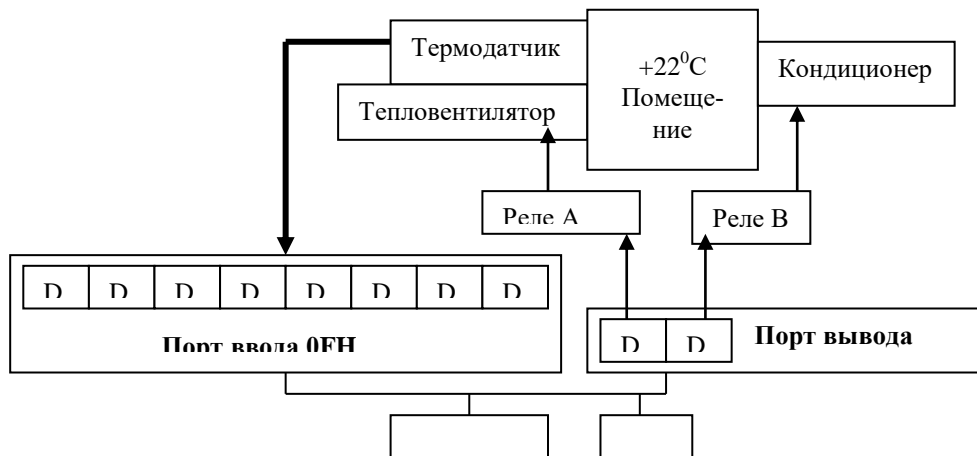 Термодатчик
+22⁰С
Помеще-
ние
Кондиционер
Тепловентилятор
Реле А
Реле В
D D D D D D D D
Порт ввода 0FH
D D
Порт вывода